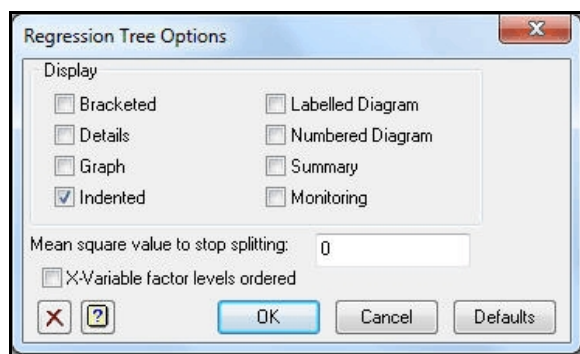 Regression Tree Options
Display
Bracketed
Labelled Diagram
Details
Numbered Diagram
Graph
Summary
Indented
Monitoring
Mean square value to stop splitting: 0
X-Variable factor levels ordered
OK Cancel Defaults